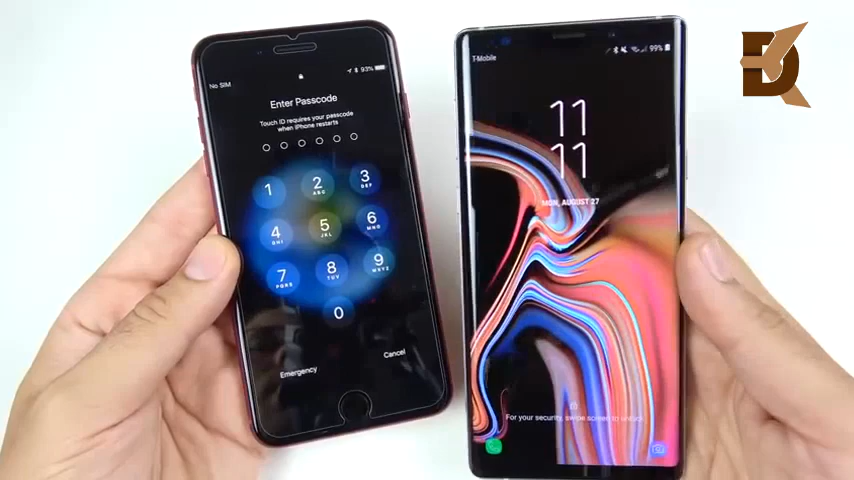 No SIM
93%
Enter Passcode
Touch ID requires your passcode
when iPhone restarts
1
2
ABC
3
DEF
4
GHI
5
JKL
6
MNO
7
PQRS
8
TUV
9
WXYZ
0
Emergency
Cancel
T-Mobile
99%
11
11
MON, AUGUST 27
For your security, swipe screen to unlock
D